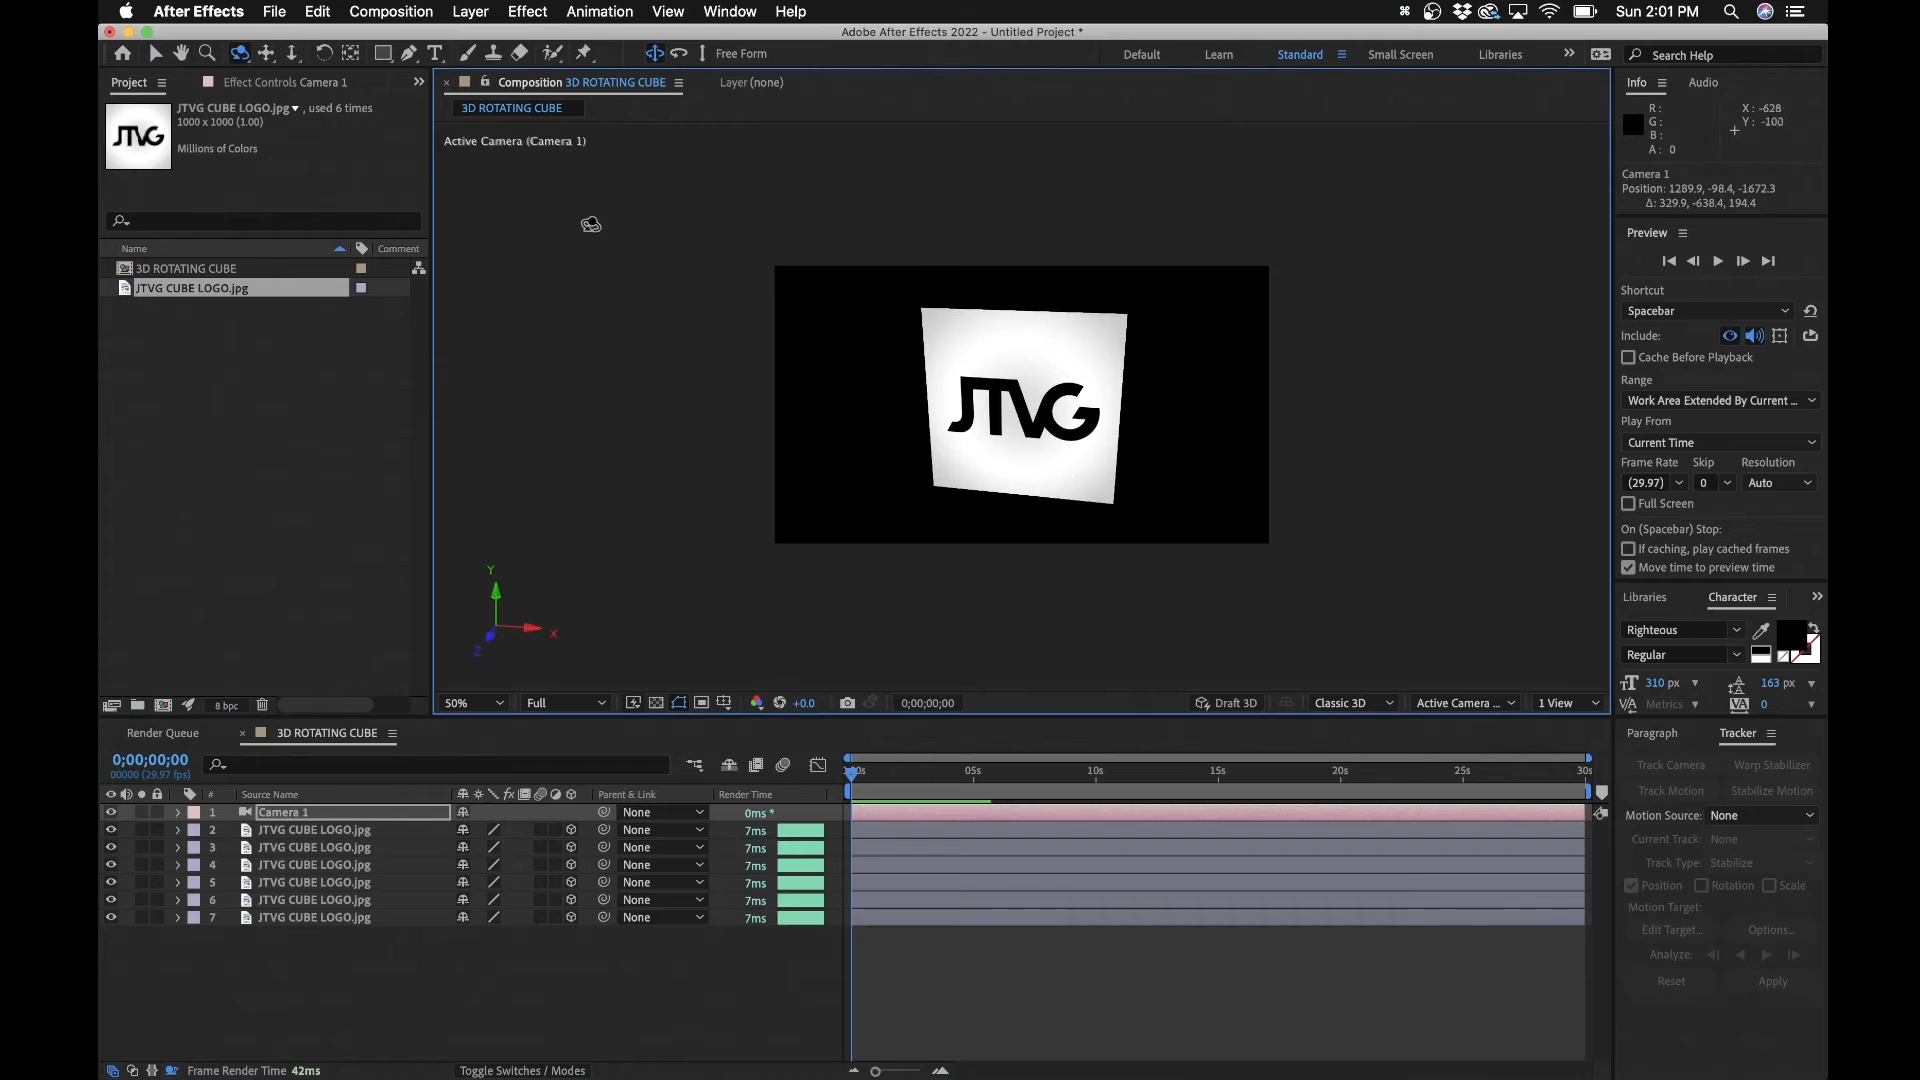 After Effects File Edit Composition Layer Effect Animation View Window Help Sun 2:01 PM
Adobe After Effects 2022 - Untitled Project *
Free Form Default Learn Standard Small Screen Libraries Search Help
Project Effect Controls Camera 1
JTVG CUBE LOGO.jpg , used 6 times
1000 x 1000 (1.00)
Millions of Colors
JTVG
Name Comment
3D ROTATING CUBE
JTVG CUBE LOGO.jpg
8 bpc
Composition 3D ROTATING CUBE Layer (none)
3D ROTATING CUBE
Active Camera (Camera 1)
JTVG
Y
X
Z
50% Full +0.0 0;00;00;00 Draft 3D Classic 3D Active Camera ... 1 View
Info Audio
R : X : -628
G : Y : -100
B :
A : 0
Camera 1
Position: 1289.9, -98.4, -1672.3
Δ: 329.9, -638.4, 194.4
Preview
Shortcut
Spacebar
Include:
Cache Before Playback
Range
Work Area Extended By Current ...
Play From
Current Time
Frame Rate Skip Resolution
(29.97) 0 Auto
Full Screen
On (Spacebar) Stop:
If caching, play cached frames
Move time to preview time
Libraries Character
Righteous
Regular
310 px 163 px
Metrics 0
Paragraph Tracker
Track Camera Warp Stabilizer
Track Motion Stabilize Motion
Motion Source: None
Current Track: None
Track Type: Stabilize
Position Rotation Scale
Motion Target:
Edit Target... Options...
Analyze:
Reset Apply
Render Queue 3D ROTATING CUBE
0;00;00;00
00000 (29.97 fps)
05s 10s 15s 20s 25s 30s
# Source Name Parent & Link Render Time
1 Camera 1 None 0ms *
2 JTVG CUBE LOGO.jpg None 7ms
3 JTVG CUBE LOGO.jpg None 7ms
4 JTVG CUBE LOGO.jpg None 7ms
5 JTVG CUBE LOGO.jpg None 7ms
6 JTVG CUBE LOGO.jpg None 7ms
7 JTVG CUBE LOGO.jpg None 7ms
Frame Render Time 42ms Toggle Switches / Modes